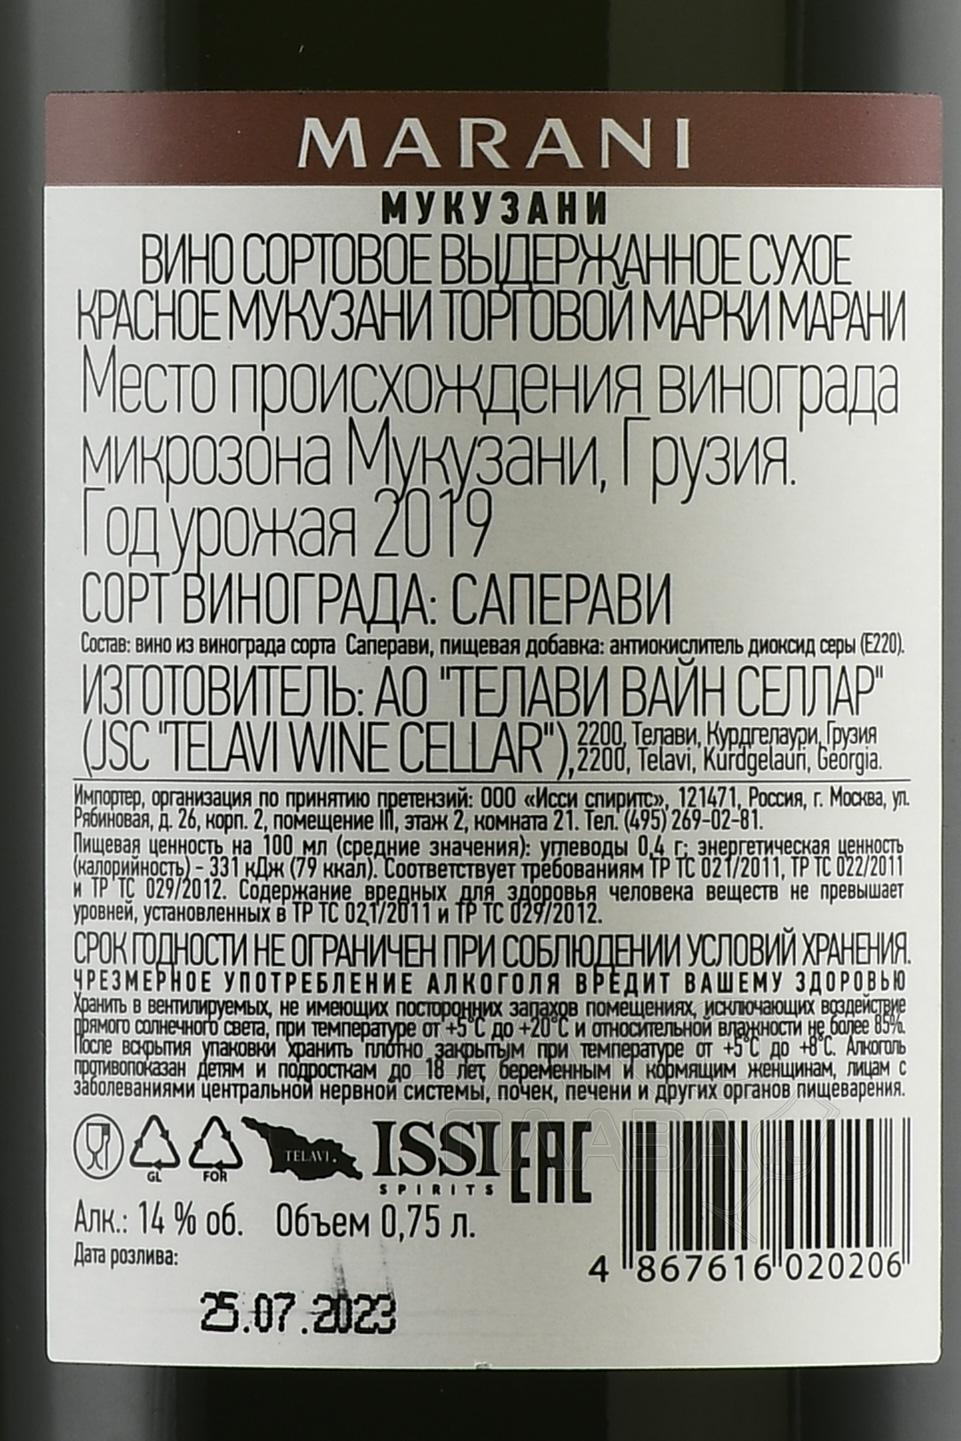 MARANI
МУКУЗАНИ
ВИНО СОРТОВОЕ ВЫДЕРЖАННОЕ СУХОЕ
КРАСНОЕ МУКУЗАНИ ТОРГОВОЙ МАРКИ МАРАНИ
Место происхождения винограда
микрозона Мукузани, Грузия.
Год урожая 2019
СОРТ ВИНОГРАДА: САПЕРАВИ
Состав: вино из винограда сорта Саперави, пищевая добавка: антиокислитель диоксид серы (Е220).
ИЗГОТОВИТЕЛЬ: АО "ТЕЛАВИ ВАЙН СЕЛЛАР"
(JSC "TELAVI WINE CELLAR"),
2200, Телави, Курдгелаури, Грузия
2200, Telavi, Kurdgelauri, Georgia.
Импортер, организация по принятию претензий: ООО «Исси спиритс», 121471, Россия, г. Москва, ул.
Рябиновая, д. 26, корп. 2, помещение III, этаж 2, комната 21. Тел. (495) 269-02-81.
Пищевая ценность на 100 мл (средние значения): углеводы 0,4 г; энергетическая ценность
(калорийность) - 331 кДж (79 ккал). Соответствует требованиям ТР ТС 021/2011, ТР ТС 022/2011
и ТР ТС 029/2012. Содержание вредных для здоровья человека веществ не превышает
уровней, установленных в ТР ТС 021/2011 и ТР ТС 029/2012.
СРОК ГОДНОСТИ НЕ ОГРАНИЧЕН ПРИ СОБЛЮДЕНИИ УСЛОВИЙ ХРАНЕНИЯ.
ЧРЕЗМЕРНОЕ УПОТРЕБЛЕНИЕ АЛКОГОЛЯ ВРЕДИТ ВАШЕМУ ЗДОРОВЬЮ
Хранить в вентилируемых, не имеющих посторонних запахов помещениях, исключающих воздействие
прямого солнечного света, при температуре от +5°С до +20°С и относительной влажности не более 85%.
После вскрытия упаковки хранить плотно закрытым при температуре от +5°С до +8°С. Алкоголь
противопоказан детям и подросткам до 18 лет, беременным и кормящим женщинам, лицам с
заболеваниями центральной нервной системы, почек, печени и других органов пищеварения.
GL FOR TELAVI ISSI SPIRITS EAC
Алк.: 14 % об. Объем 0,75 л.
Дата розлива:
4 867616 020206
25.07.2023